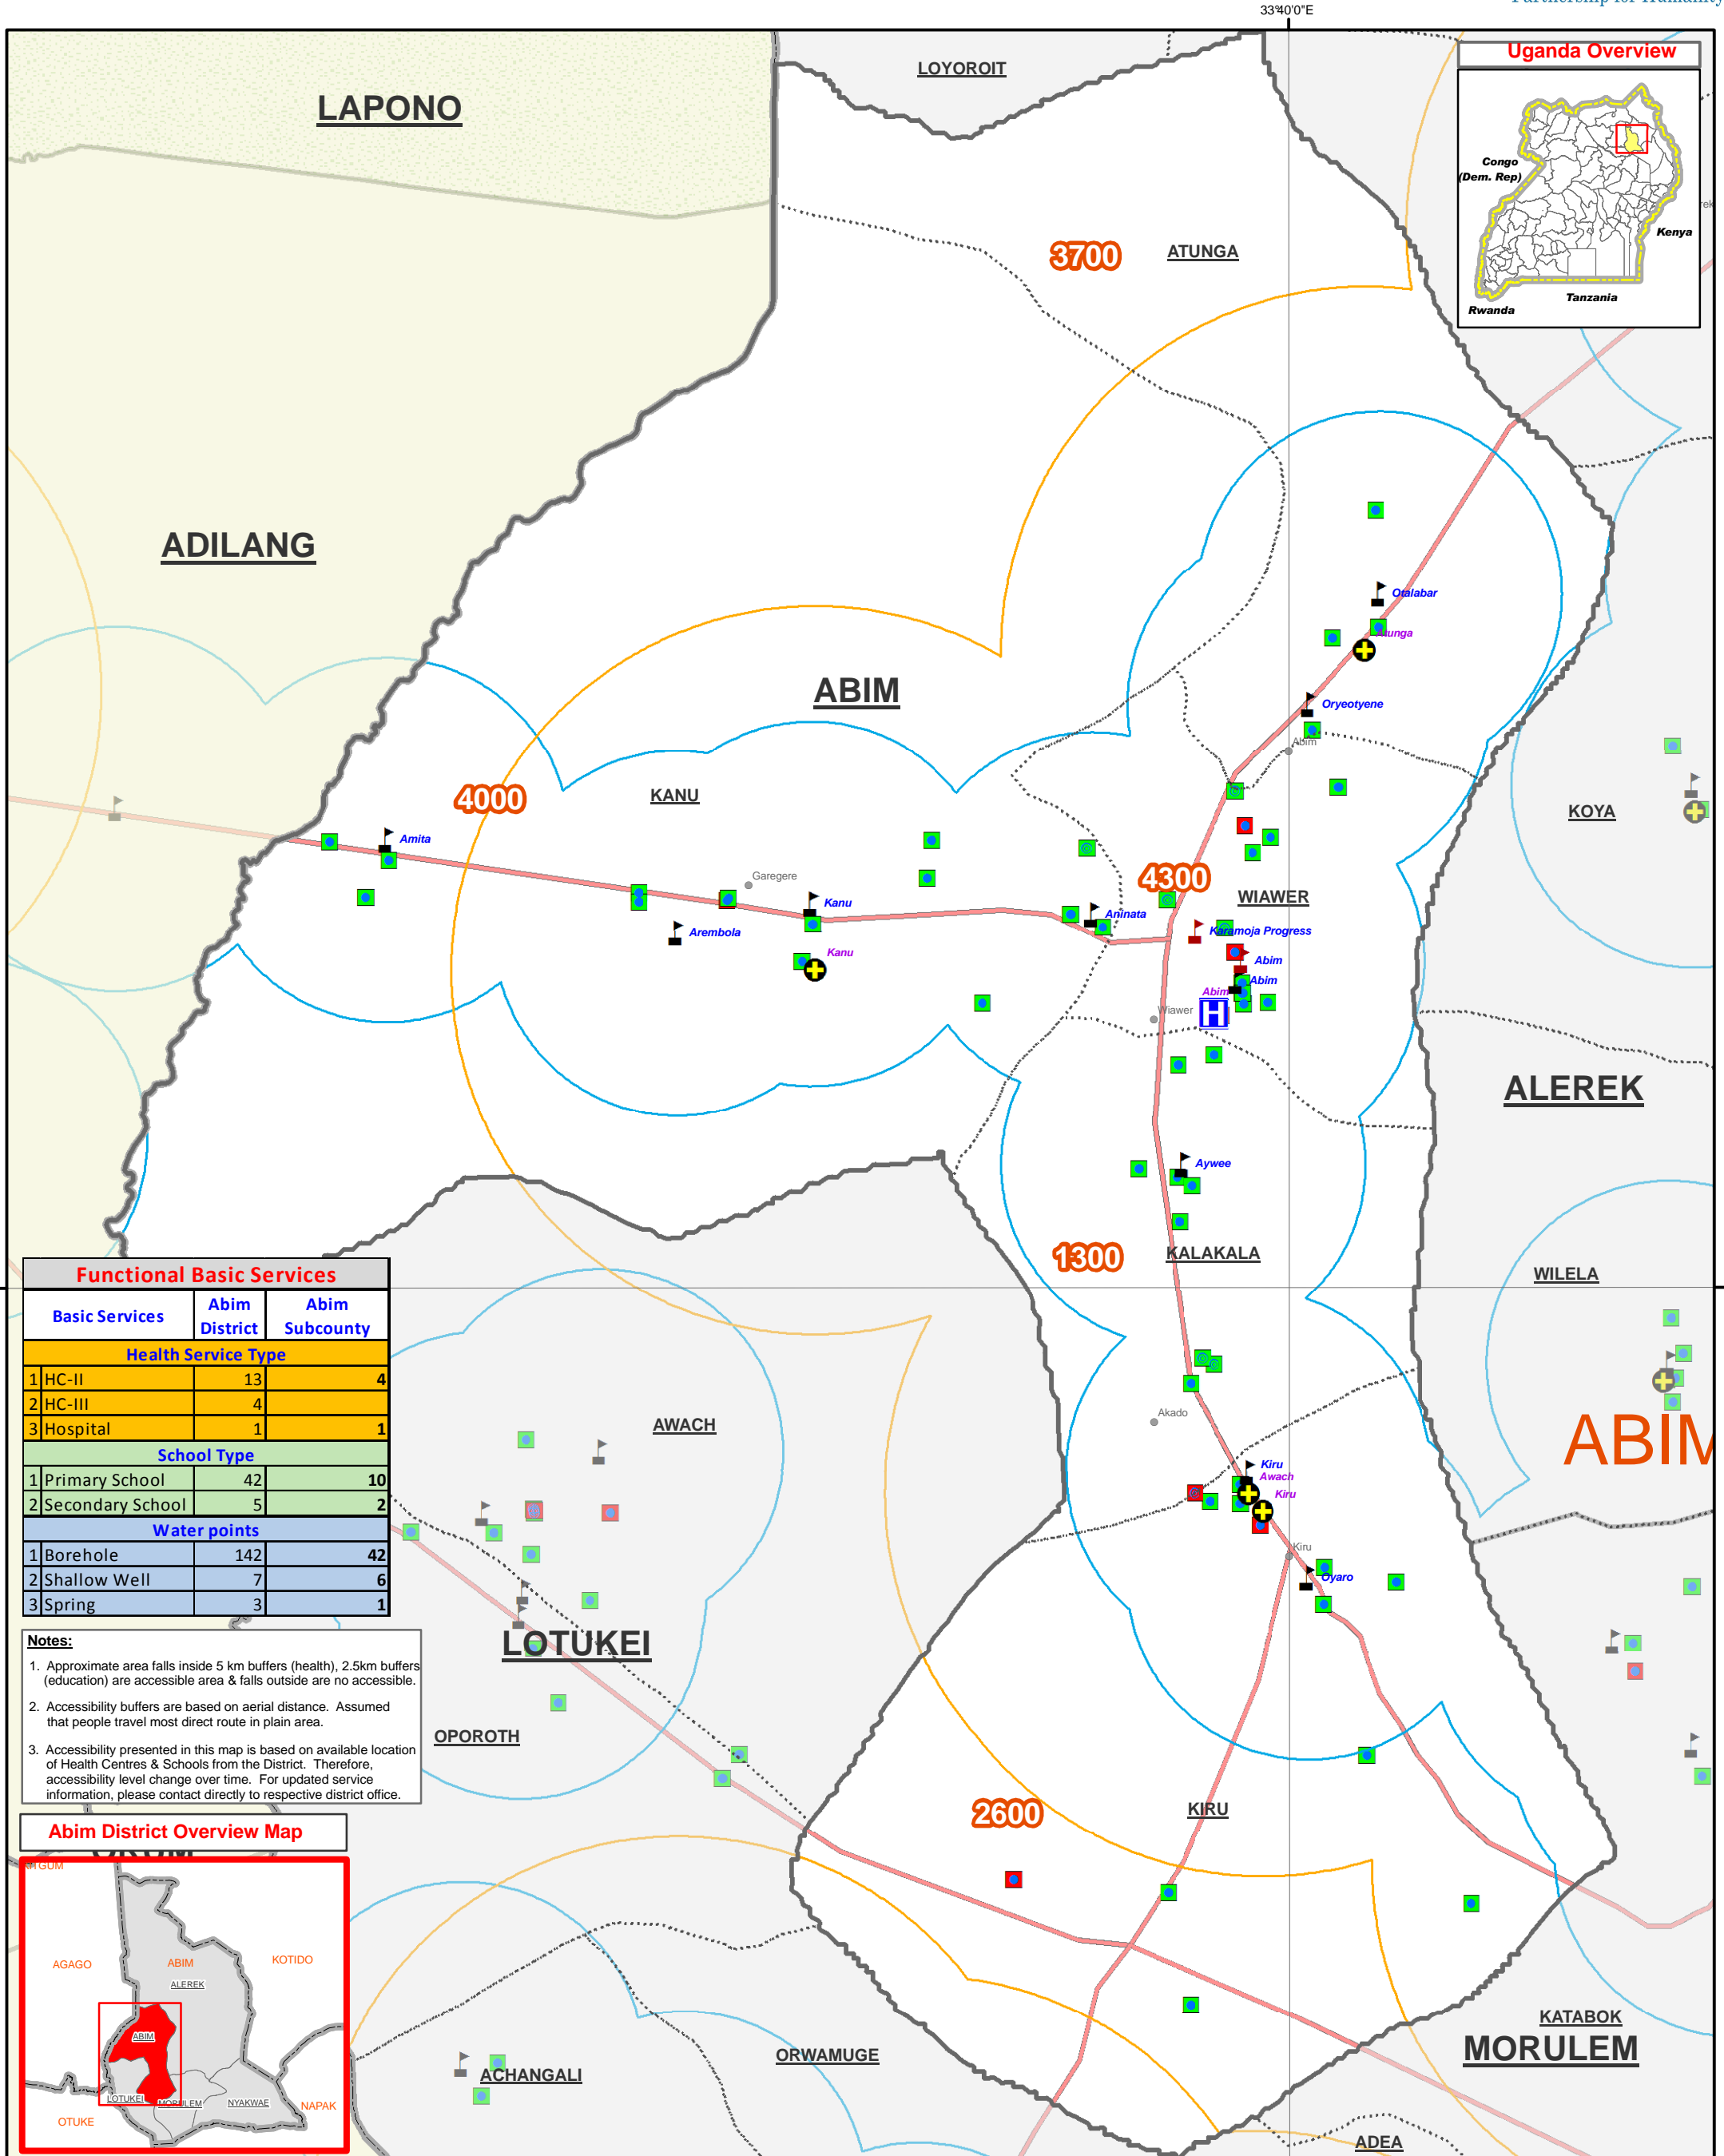 Partnership for Humanity
33°40'0"E
LOYOROIT
LAPONO
Uganda Overview
Congo
(Dem. Rep)
Kenya
Tanzania
Rwanda
3700
ATUNGA
ADILANG
Otalabar
Atunga
ABIM
Oryeotyene
Abim
4000
KANU
KOYA
Amita
Garegere
4300
WIAWER
Kanu
Aninata
Arembola
Karamoja Progress
Kanu
Abim
Abim
Abim
H
Wiawer
ALEREK
Aywee
1300
KALAKALA
WILELA
Functional Basic Services
Basic Services
Abim District
Abim Subcounty
Health Service Type
1 HC-II 13 4
2 HC-III 4
3 Hospital 1 1
School Type
1 Primary School 42 10
2 Secondary School 5 2
Water points
1 Borehole 142 42
2 Shallow Well 7 6
3 Spring 3 1
AWACH
Akado
ABIM
Kiru
Awach
Kiru
Kiru
Oyaro
LOTUKEI
Notes:
1. Approximate area falls inside 5 km buffers (health), 2.5km buffers
(education) are accessible area & falls outside are no accessible.
2. Accessibility buffers are based on aerial distance. Assumed
that people travel most direct route in plain area.
3. Accessibility presented in this map is based on available location
of Health Centres & Schools from the District. Therefore,
accessibility level change over time. For updated service
information, please contact directly to respective district office.
OPOROTH
2600
KIRU
Abim District Overview Map
AGAGO
ABIM
KOTIDO
ALEREK
ABIM
LOTUKEI
MORULEM
NYAKWAE
NAPAK
OTUKE
KATABOK
MORULEM
ORWAMUGE
ACHANGALI
ADEA